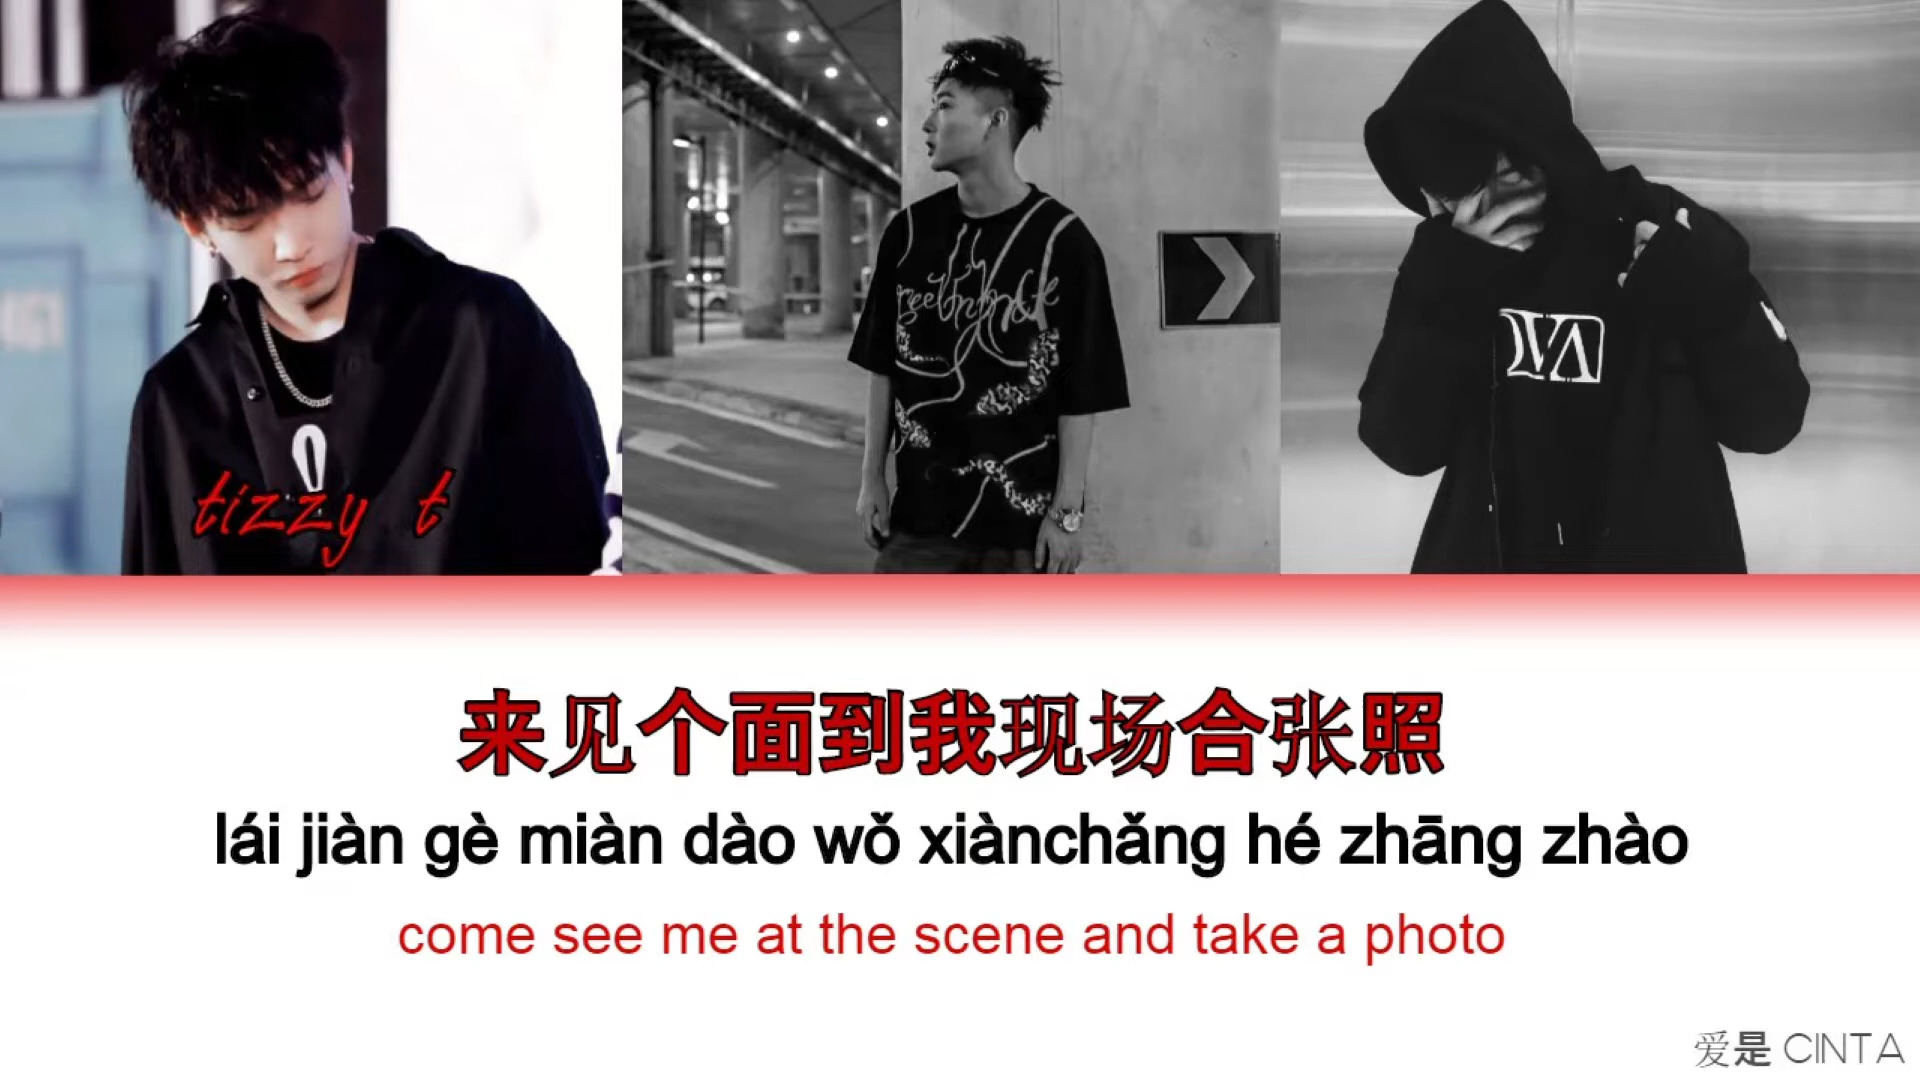 tizzy t
来见个面到我现场合张照
lái jiàn gè miàn dào wǒ xiànchǎng hé zhāng zhào
come see me at the scene and take a photo
爱是 CINTA